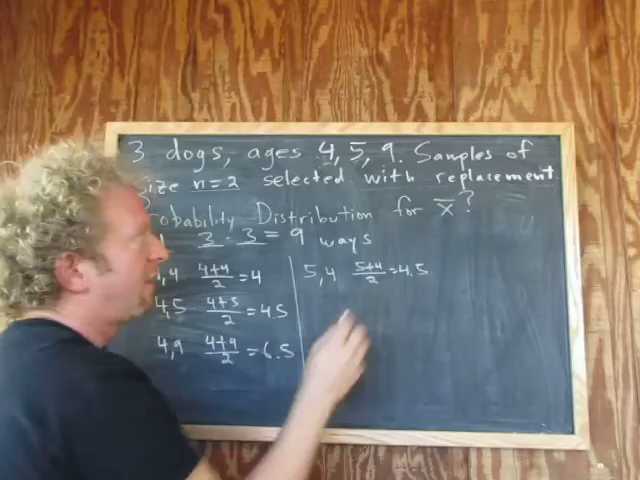 3 dogs, ages 4, 5, 9. Samples of
size n=2 selected with replacement.
Probability Distribution for x̄?
3 · 3 = 9 ways
4,4 (4+4)/2 = 4
4,5 (4+5)/2 = 4.5
4,9 (4+9)/2 = 6.5
5,4 (5+4)/2 = 4.5